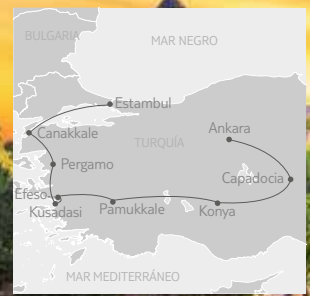 BULGARIA
MAR NEGRO
Estambul
Canakkale
TURQUÍA
Ankara
Pergamo
Capadocia
Efeso
Kusadasi
Pamukkale
Konya
MAR MEDITERRÁNEO